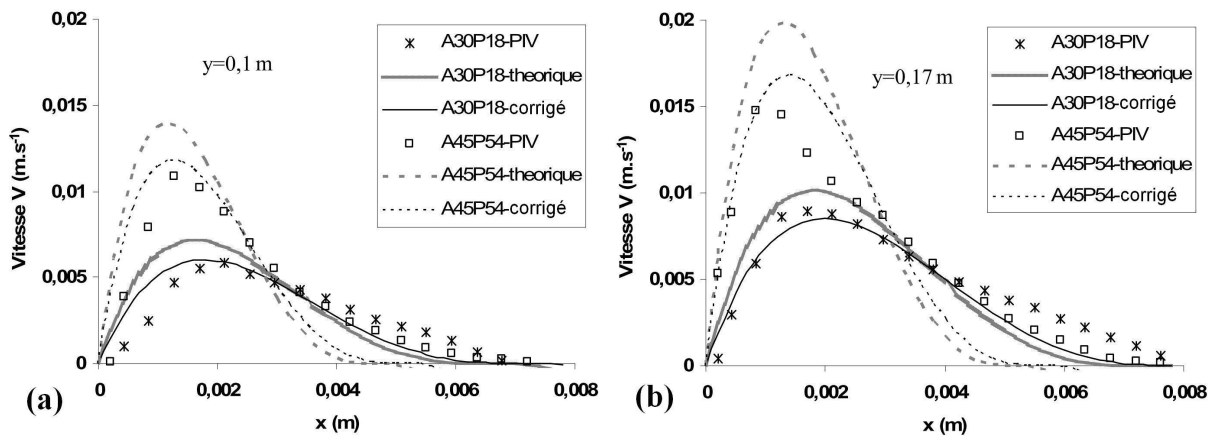 0,02
0,015
0,01
0,005
0
Vitesse V (m.s⁻¹)
y=0,1 m
A30P18-PIV
A30P18-theorique
A30P18-corrigé
A45P54-PIV
A45P54-theorique
A45P54-corrigé
0 0,002 0,004 0,006 0,008
x (m)
(a)
0,02
0,015
0,01
0,005
0
Vitesse V (m.s⁻¹)
y=0,17 m
A30P18-PIV
A30P18-theorique
A30P18-corrigé
A45P54-PIV
A45P54-theorique
A45P54-corrigé
0 0,002 0,004 0,006 0,008
x (m)
(b)